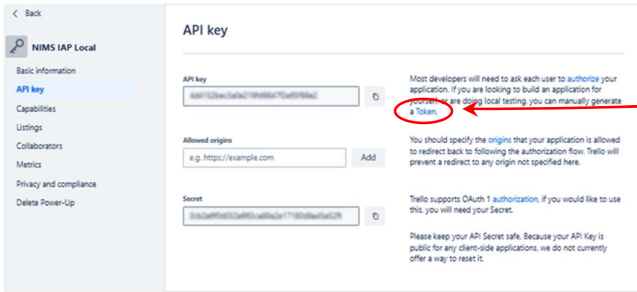 Back
NIMS IAP Local
Basic information
API key
Capabilities
Listings
Collaborators
Metrics
Privacy and compliance
Delete Power-Up
API key
API key
Most developers will need to ask each user to authorize your
application. If you are looking to build an application for
yourself, or are doing local testing, you can manually generate
a Token.
Allowed origins
e.g. https://example.com
Add
You should specify the origins that your application is allowed
to redirect back to following the authorization flow. Trello will
prevent a redirect to any origin not specified here.
Secret
Trello supports OAuth 1 authorization, if you would like to use
this, you will need your Secret.
Please keep your API Secret safe. Because your API Key is
public for any client-side applications, we do not currently
offer a way to reset it.